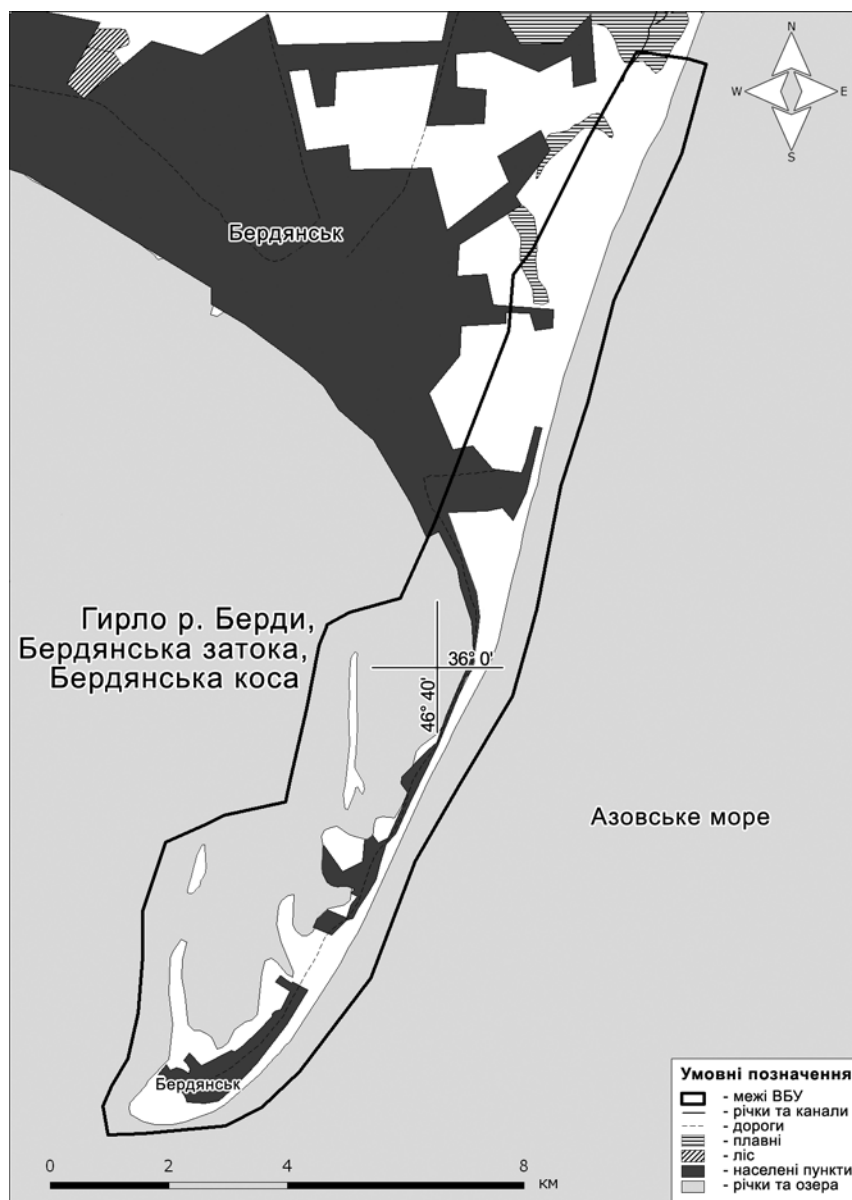 N
W E
S
Бердянськ
Гирло р. Берди,
Бердянська затока,
Бердянська коса
36° 0'
46° 40'
Азовське море
Бердянськ
Умовні позначення
- межі ВБУ
- річки та канали
- дороги
- плавні
- ліс
- населені пункти
- річки та озера
0 2 4 8
км